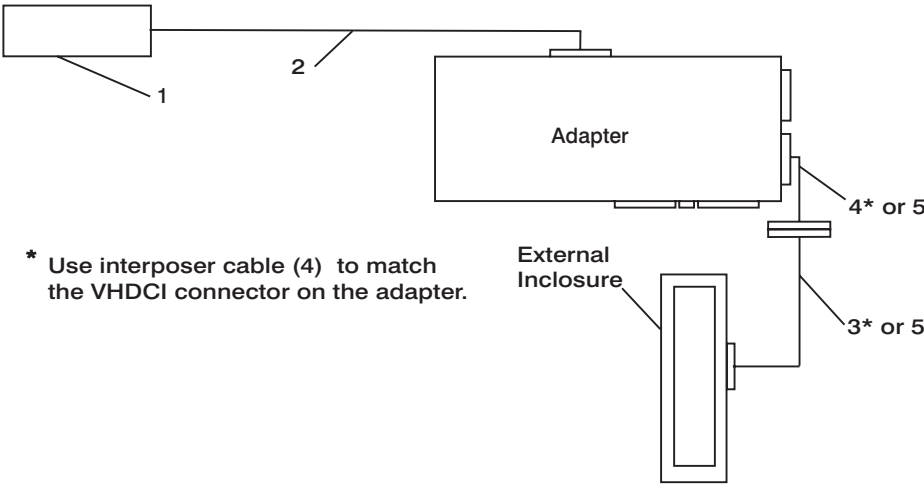 1
2
Adapter
4* or 5
* Use interposer cable (4) to match
the VHDCI connector on the adapter.
External
Inclosure
3* or 5